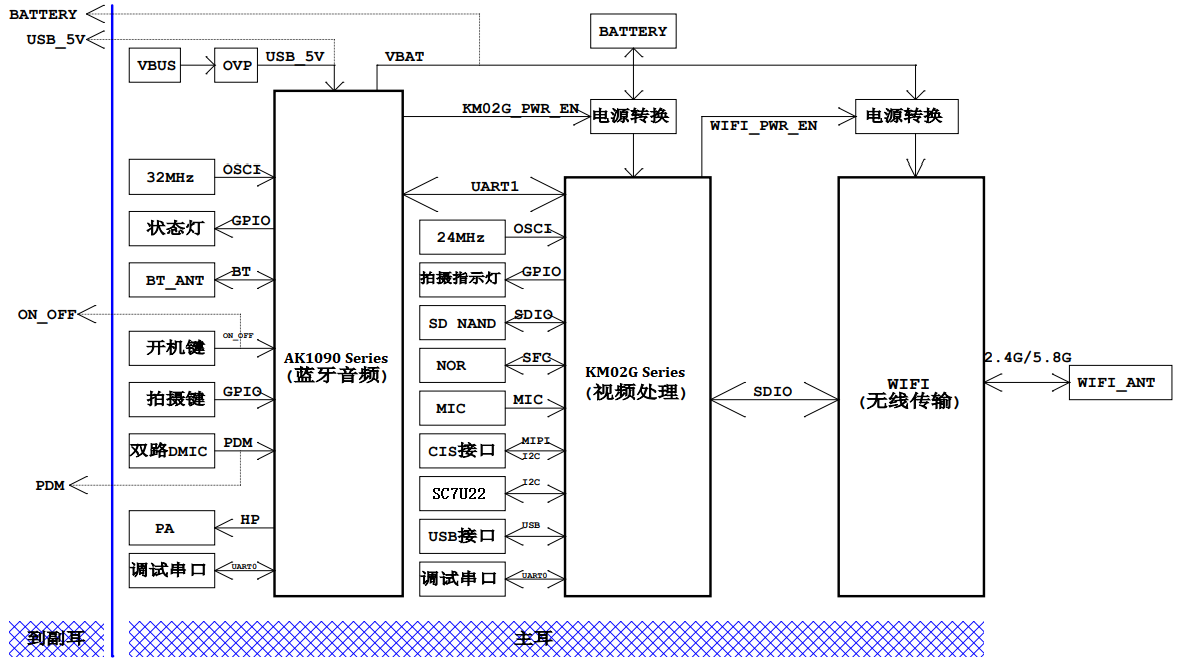 BATTERY
USB_5V
VBUS
OVP
USB_5V
VBAT
BATTERY
KM02G_PWR_EN
电源转换
WIFI_PWR_EN
电源转换
32MHz
OSCI
UART1
状态灯
GPIO
24MHz
OSCI
BT_ANT
BT
拍摄指示灯
GPIO
ON_OFF
ON_OFF
SD NAND
SDIO
开机键
AK1090 Series
(蓝牙音频)
NOR
SFC
KM02G Series
(视频处理)
SDIO
WIFI
(无线传输)
2.4G/5.8G
WIFI_ANT
拍摄键
GPIO
MIC
MIC
双路DMIC
PDM
CIS接口
MIPI
I2C
PDM
SC7U22
I2C
PA
HP
USB接口
USB
调试串口
UART0
调试串口
UART0
到副耳
主耳